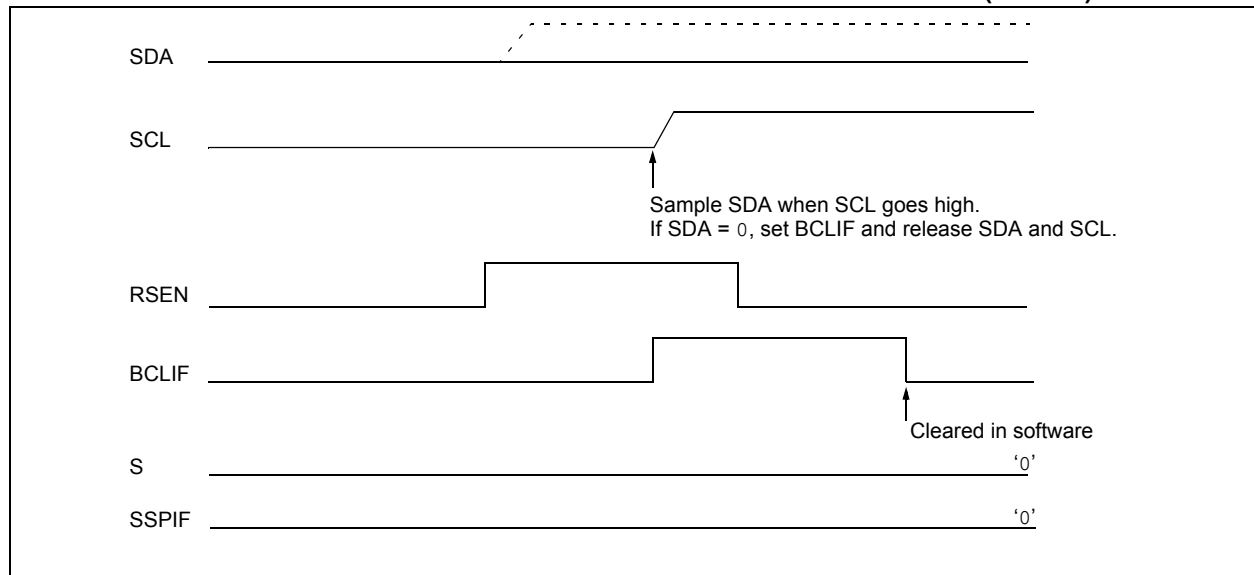 SDA
SCL
Sample SDA when SCL goes high.
If SDA = 0, set BCLIF and release SDA and SCL.
RSEN
BCLIF
Cleared in software
S
‘0’
SSPIF
‘0’